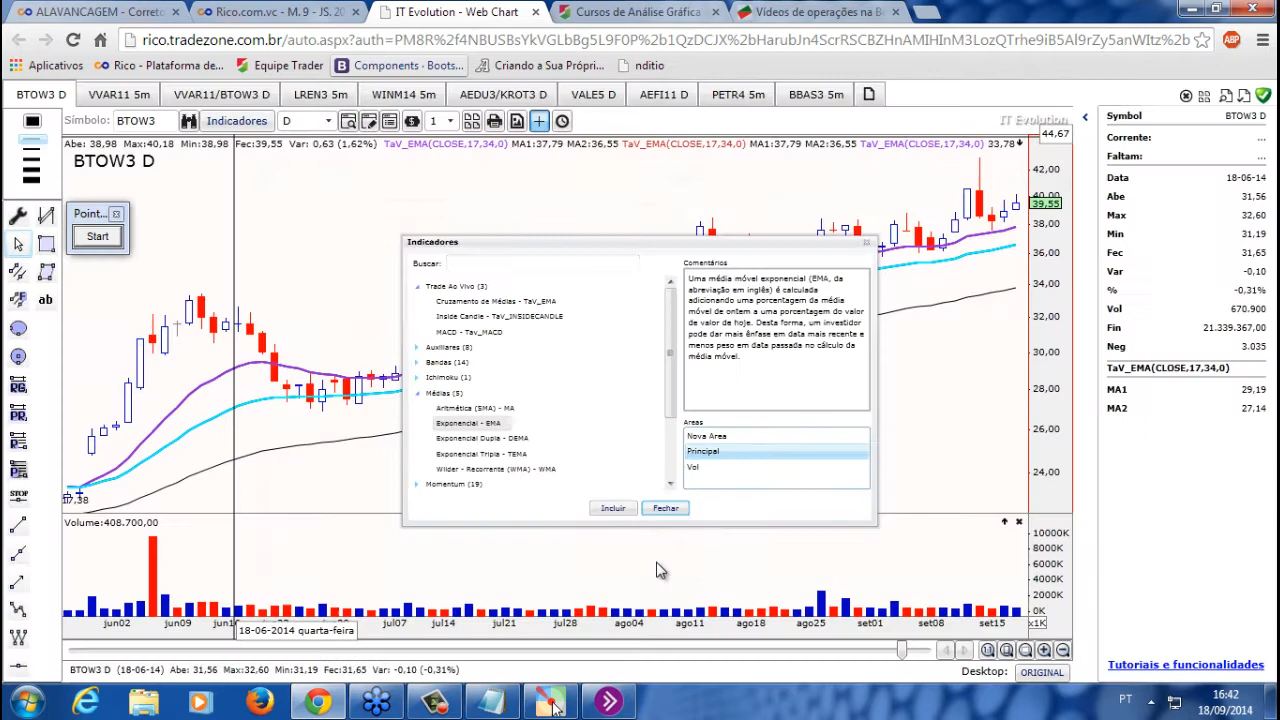 ALAVANCAGEM - Correto
Rico.com.vc - M. 9 - JS. 20
IT Evolution - Web Chart
Cursos de Análise Gráfica
Vídeos de operações na B
rico.tradezone.com.br/auto.aspx?auth=PM8R%2f4NBUSBsYkVGLhBg5L9F0P%2b1QzDCJX%2bHarubJn4ScrRSCBZHnAMIHInM3LozQTrhe9iB5Al9rZy5anWItz%2b
Aplicativos
Rico - Plataforma de...
Equipe Trader
Components · Boots...
Criando a Sua Própri...
nditio
BTOW3 D
VVAR11 5m
VVAR11/BTOW3 D
LREN3 5m
WINM14 5m
AEDU3/KROT3 D
VALE5 D
AEFI11 D
PETR4 5m
BBAS3 5m
Símbolo: BTOW3
Indicadores
D
1
IT Evolution
Abe: 38,98 Max:40,18 Min:38,98 Fec:39,55 Var: 0,63 (1,62%) TaV_EMA(CLOSE,17,34,0) MA1:37,79 MA2:36,55 TaV_EMA(CLOSE,17,34,0) MA1:37,79 MA2:36,55 TaV_EMA(CLOSE,17,34,0) 33,78
BTOW3 D
44,67
42,00
40,00
39,55
38,00
36,00
34,00
32,00
30,00
28,00
26,00
24,00
Point...
Start
ab
RG
PR
RE
STOP
17,38
Indicadores
Buscar:
Trade Ao Vivo (3)
Cruzamento de Médias - TaV_EMA
Inside Candle - TaV_INSIDECANDLE
MACD - TaV_MACD
Auxiliares (8)
Bandas (14)
Ichimoku (1)
Médias (5)
Aritmética (SMA) - MA
Exponencial - EMA
Exponencial Dupla - DEMA
Exponencial Tripla - TEMA
Wilder - Recorrente (WMA) - WMA
Momentum (19)
Comentários
Uma média móvel exponencial (EMA, da
abreviação em inglês) é calculada
adicionando uma porcentagem da média
móvel de ontem a uma porcentagem do valor
de valor de hoje. Desta forma, um investidor
pode dar mais ênfase em data mais recente e
menos peso em data passada no cálculo da
média móvel.
Areas
Nova Area
Principal
Vol
Incluir
Fechar
Volume:408.700,00
10000K
8000K
6000K
4000K
2000K
0K
x1K
jun02
jun09
jul07
jul14
jul21
jul28
ago04
ago11
ago18
ago25
set01
set08
set15
18-06-2014 quarta-feira
BTOW3 D (18-06-14) Abe: 31,56 Max:32,60 Min:31,19 Fec:31,65 Var: -0,10 (-0,31%)
Desktop: ORIGINAL
Symbol BTOW3 D
Corrente: ...
Faltam: ...
Data 18-06-14
Abe 31,56
Max 32,60
Min 31,19
Fec 31,65
Var -0,10
% -0,31%
Vol 670.900
Fin 21.339.367,00
Neg 3.035
TaV_EMA(CLOSE,17,34,0)
MA1 29,19
MA2 27,14
Tutoriais e funcionalidades
PT
16:42
18/09/2014